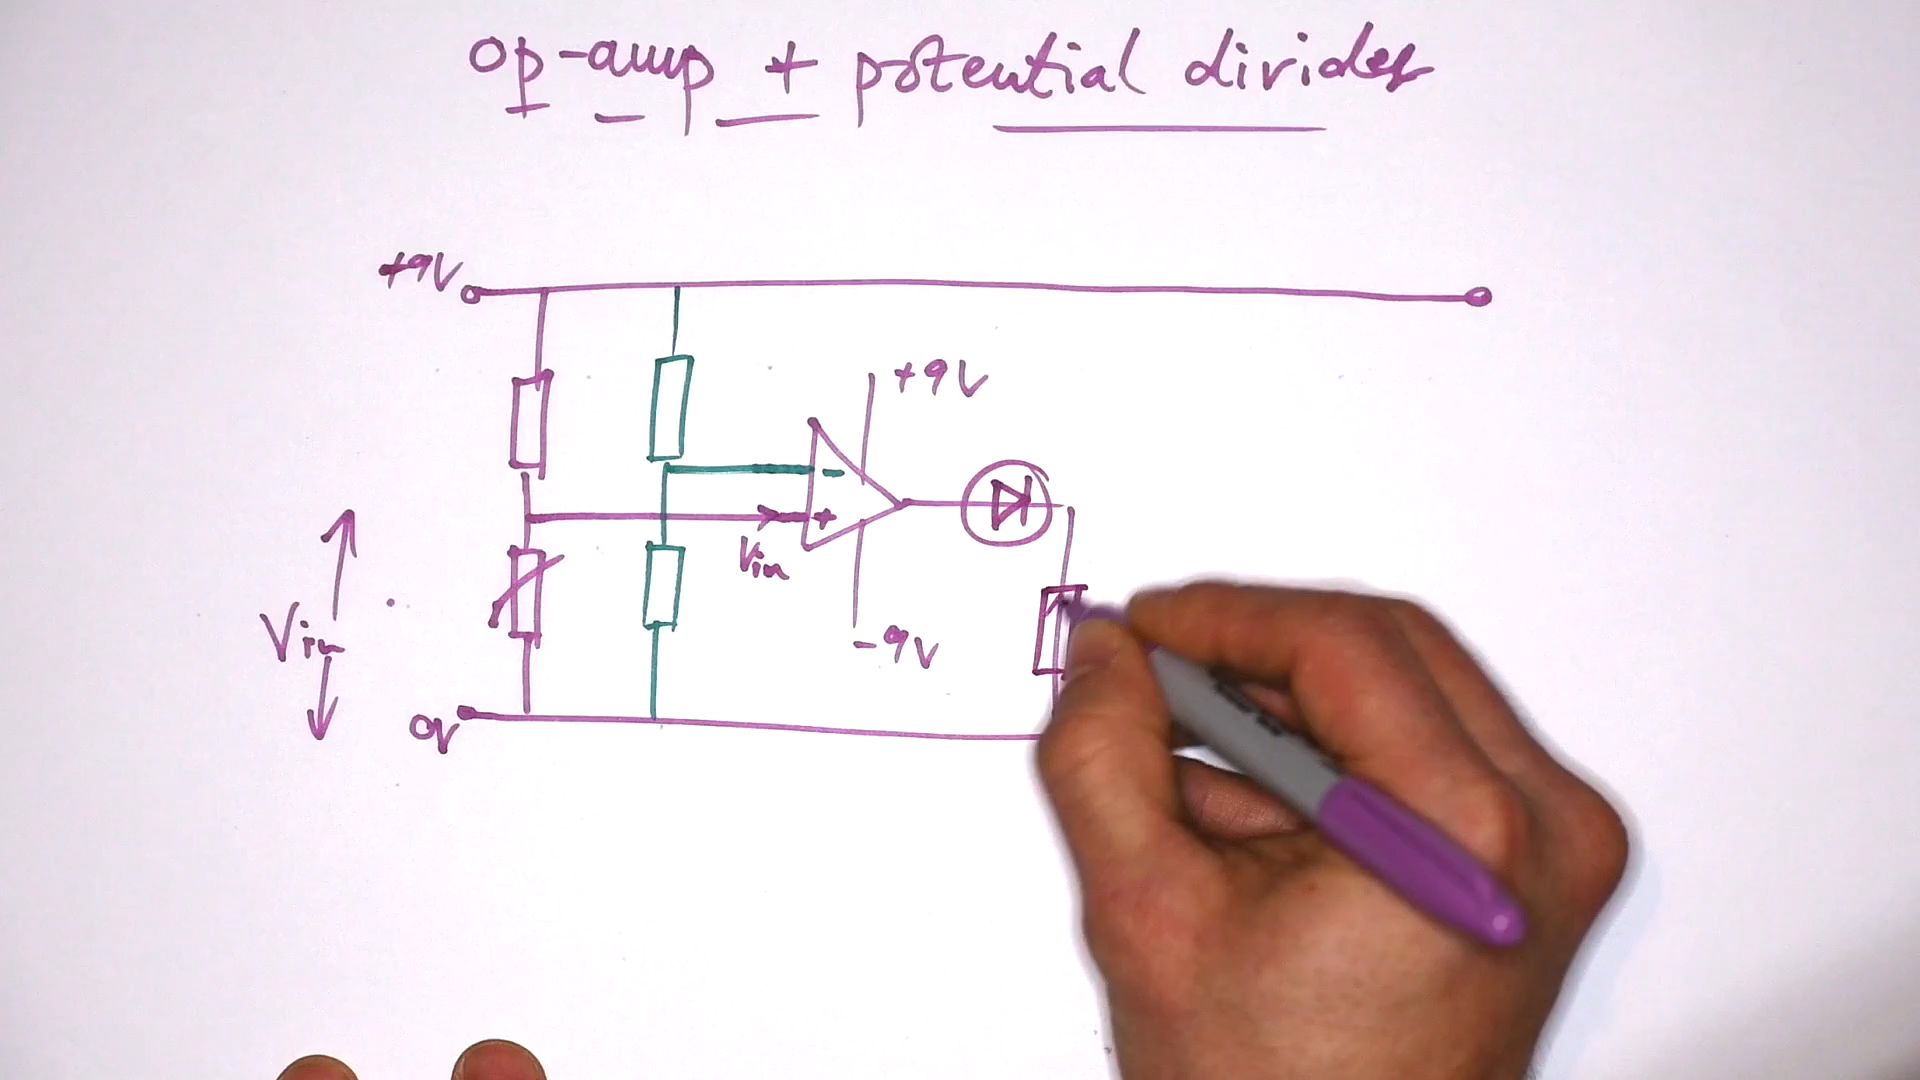 op-amp + potential divider
+9V
+9V
-
+
Vin
Vin
-9V
0V